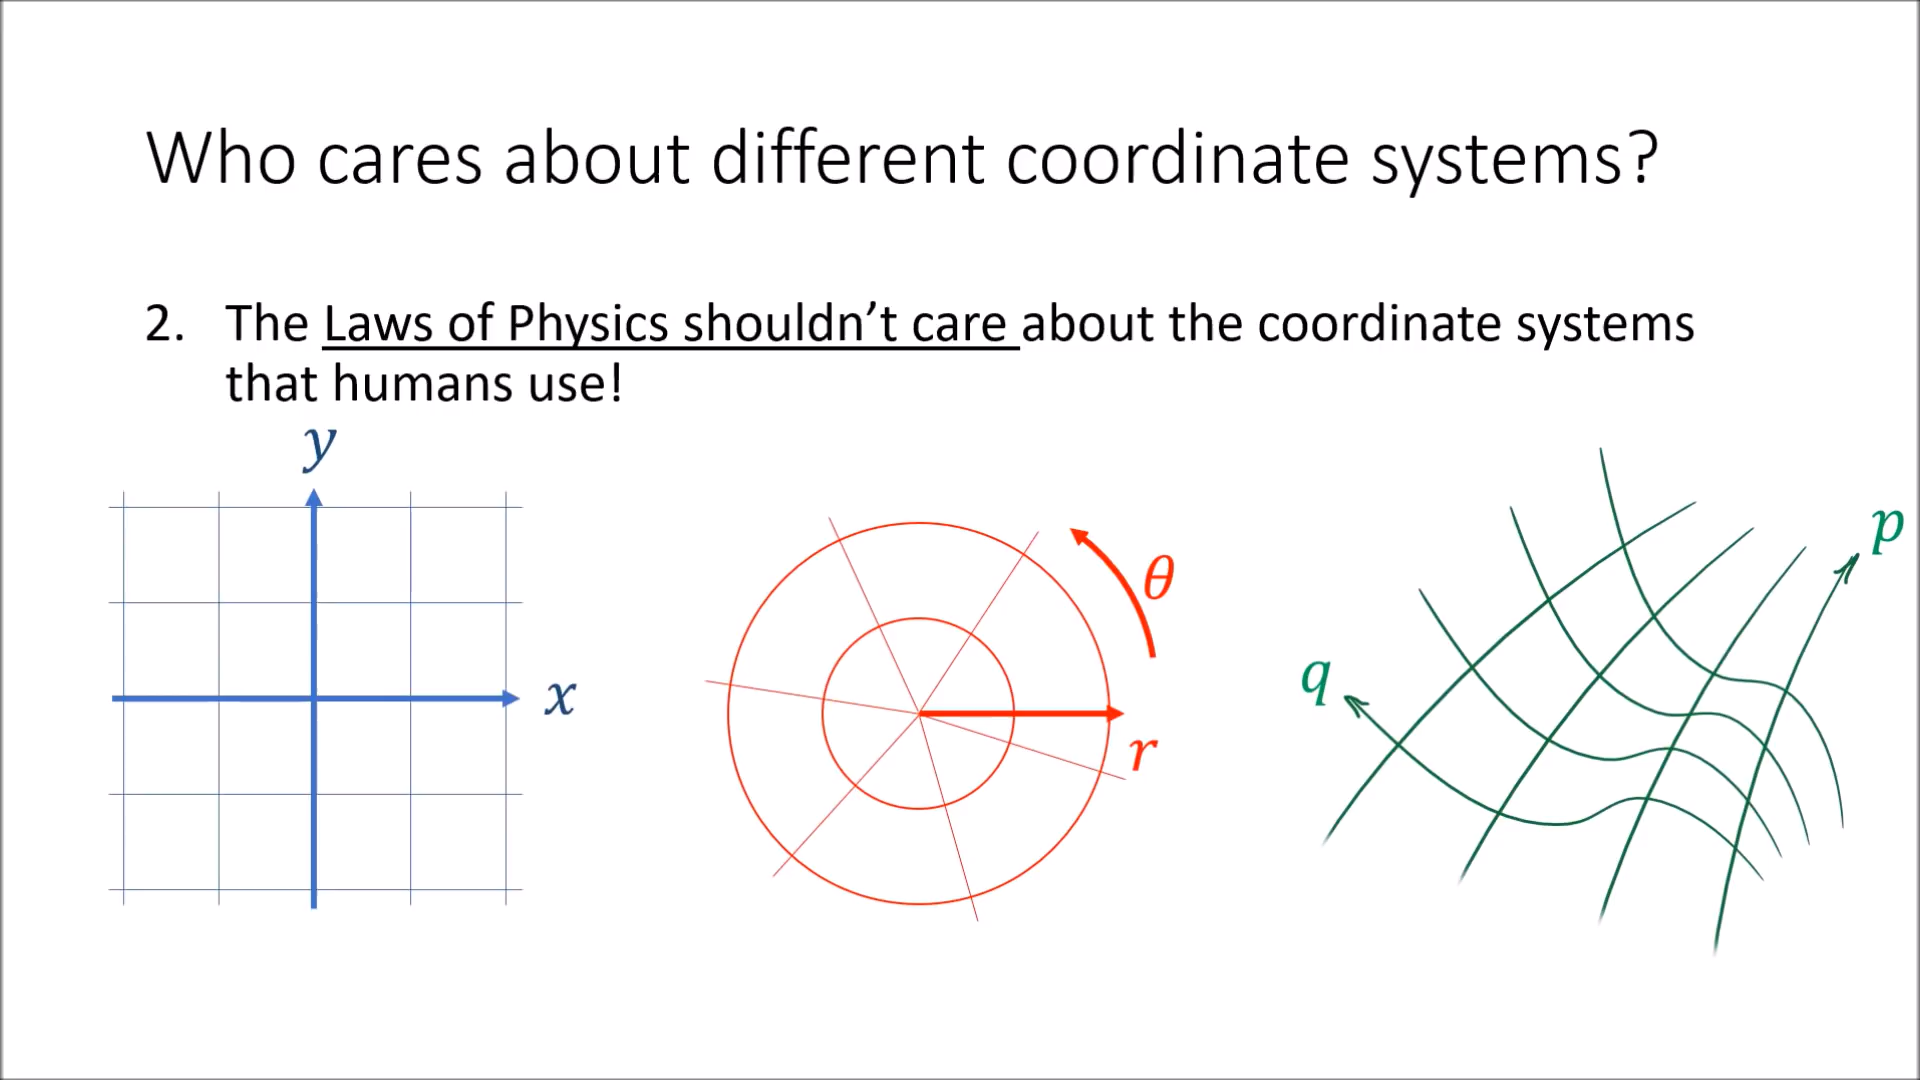 Who cares about different coordinate systems?
2. The Laws of Physics shouldn’t care about the coordinate systems
that humans use!
y
x
θ
r
p
q